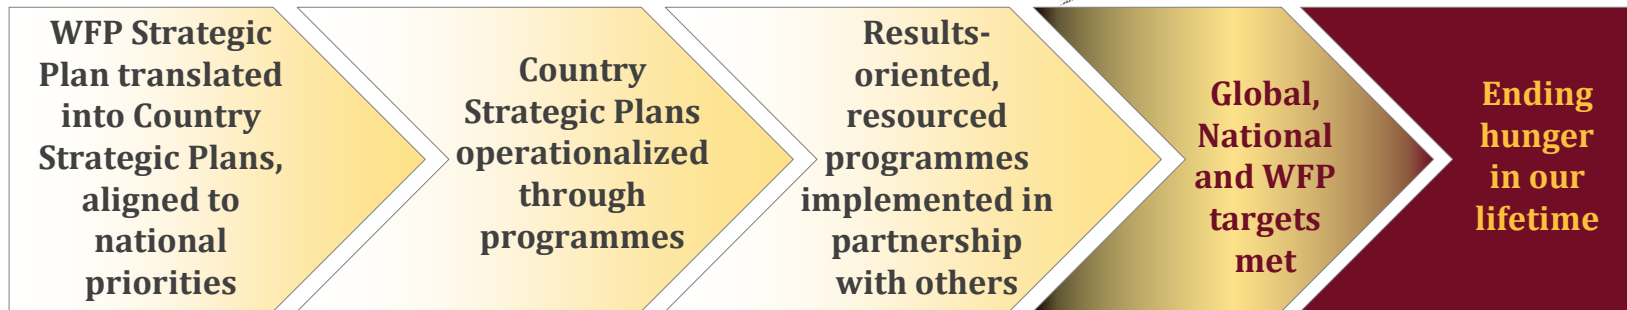 WFP Strategic
Plan translated
into Country
Strategic Plans,
aligned to
national
priorities
Country
Strategic Plans
operationalized
through
programmes
Results-
oriented,
resourced
programmes
implemented in
partnership
with others
Global,
National
and WFP
targets
met
Ending
hunger
in our
lifetime